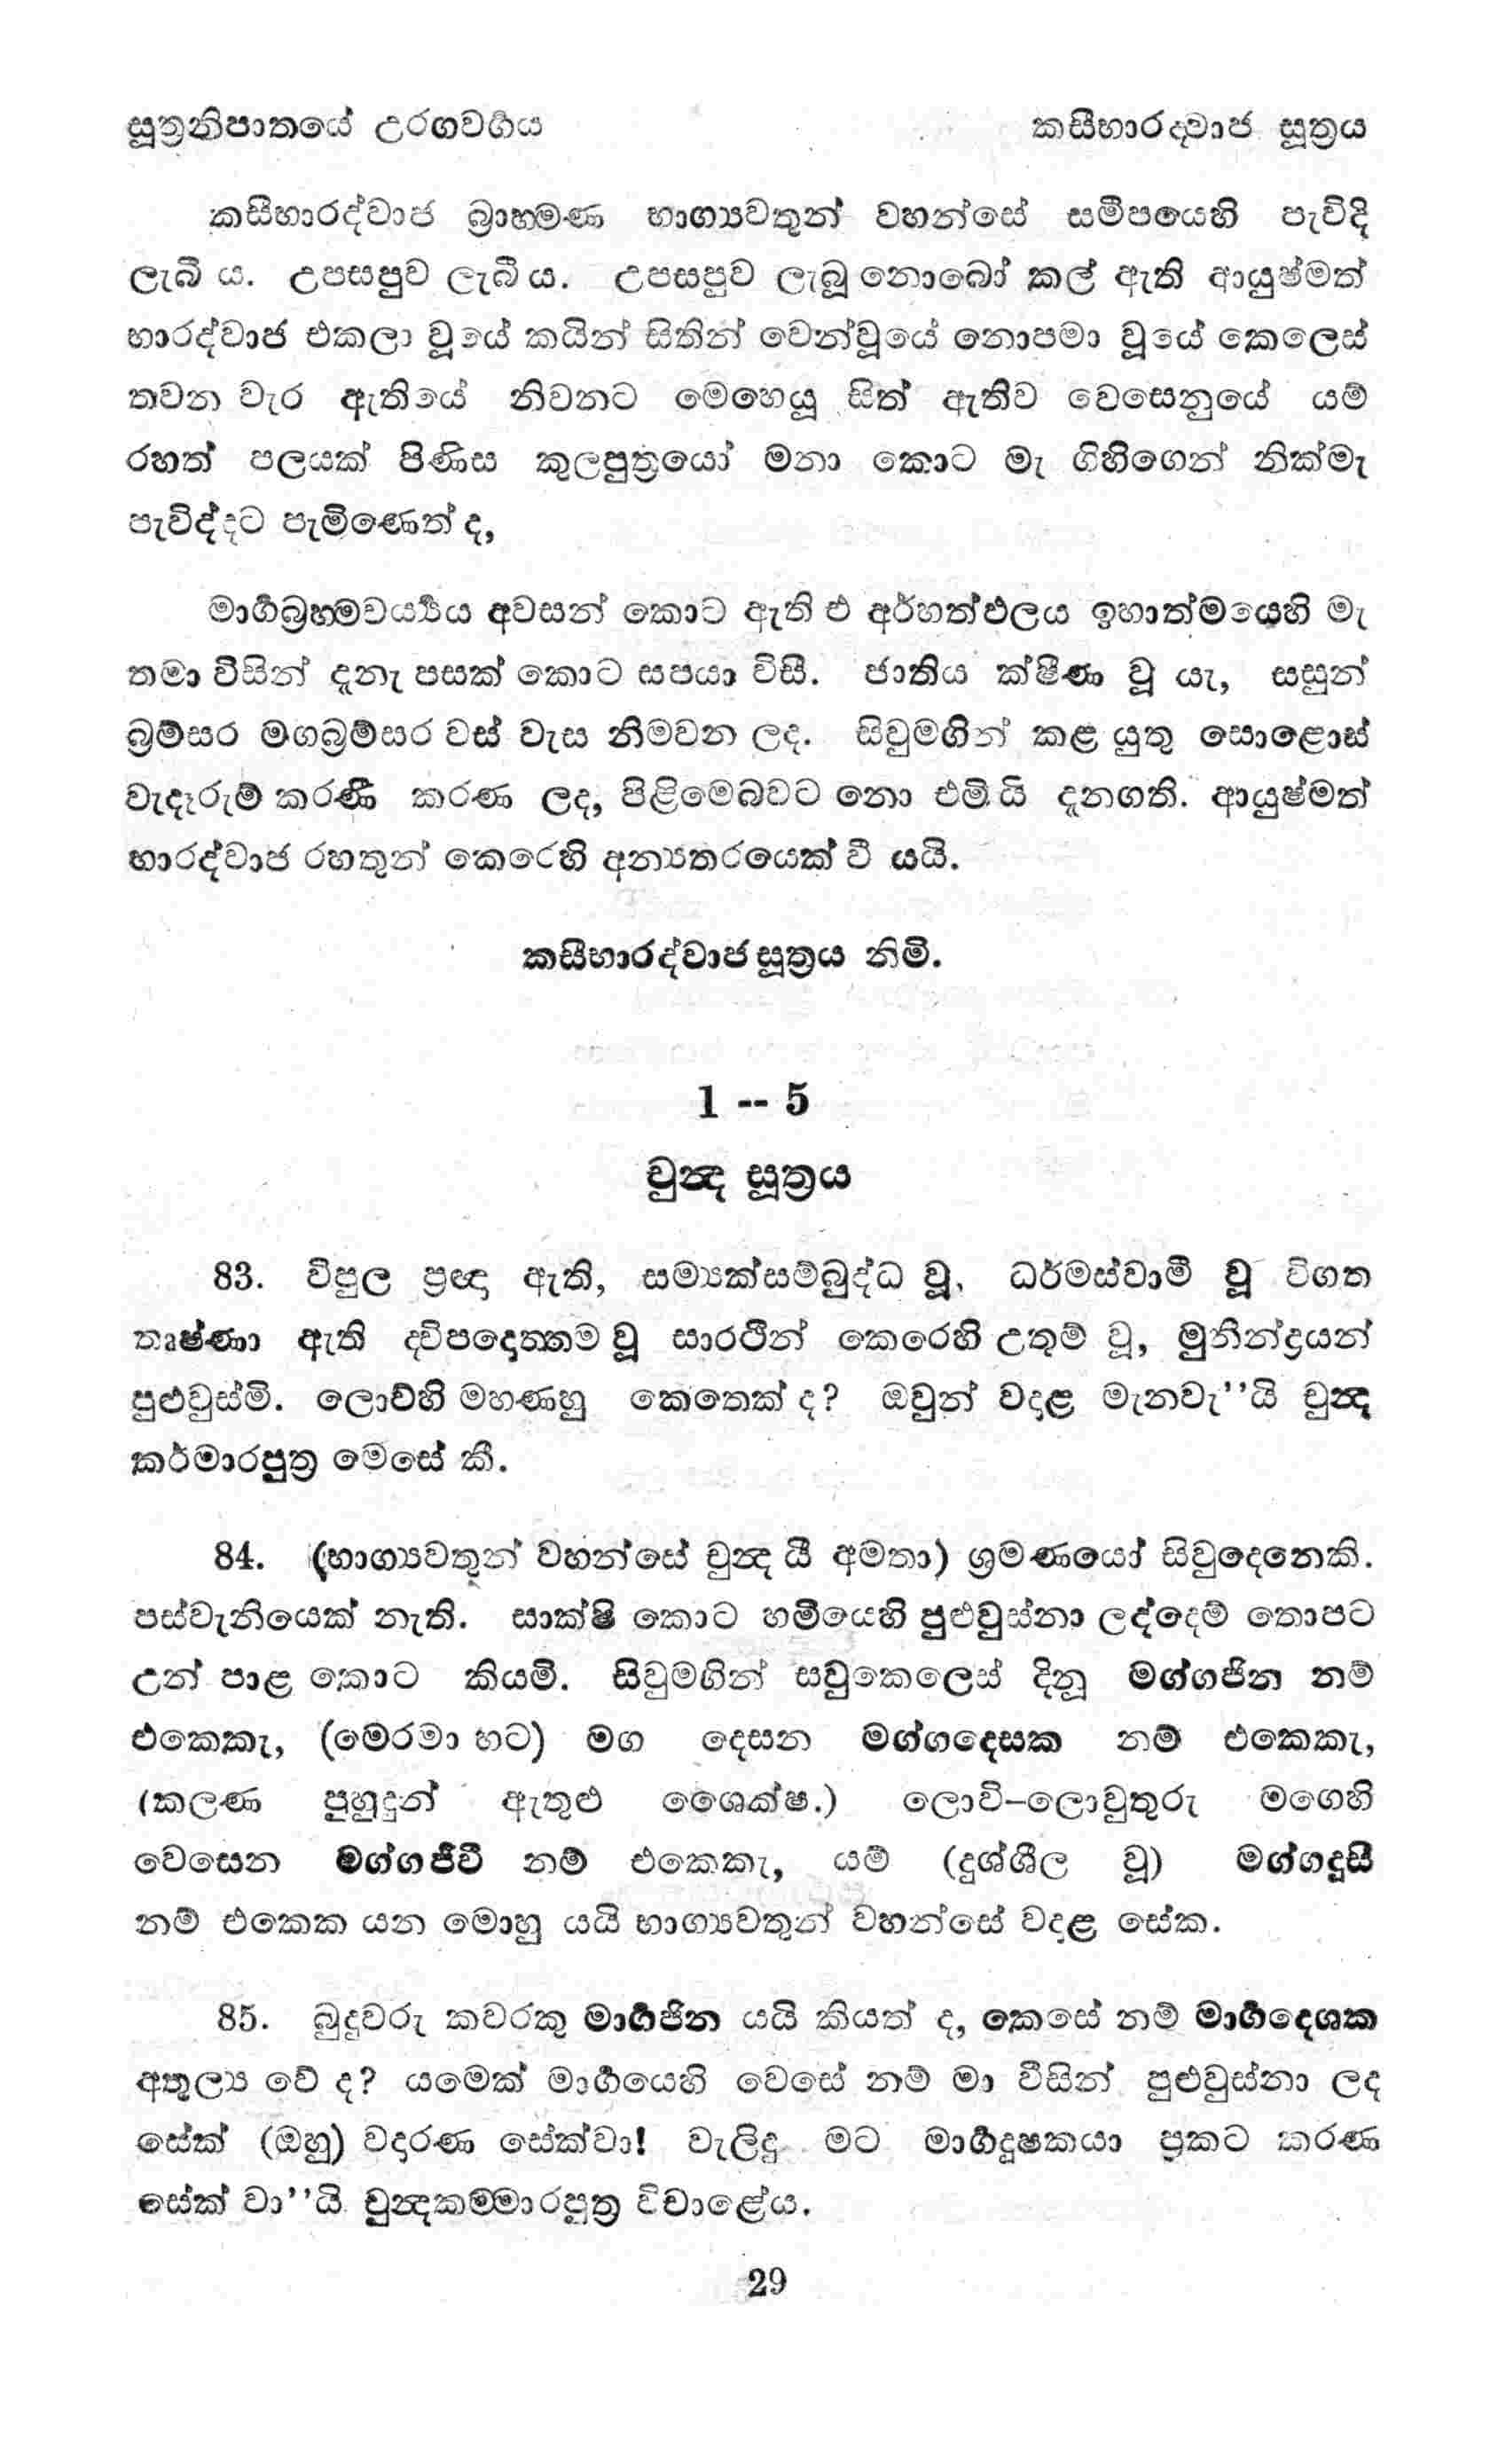 සූත්‍රනිපාතයේ උරගවර්‍ගය කසීභාරද්‍වාජ සූත්‍රය
කසීභාරද්වාජ බ්‍රාහ්මණ භාග්‍යවතුන් වහන්සේ සමීපයෙහි පැවිදි
ලැබී ය. උපසපුව ලැබීය. උපසපුව ලැබූ නොබෝ කල් ඇති ආයුෂ්මත්
භාරද්වාජ එකලා වූයේ කයින් සිතින් වෙන්වූයේ නොපමා වූයේ කෙලෙස්
තවන වැර ඇතියේ නිවනට මෙහෙයූ සිත් ඇතිව වෙසෙනුයේ යම්
රහත් පලයක් පිණිස කුලපුත්‍රයෝ මනා කොට මැ ගිහිගෙන් නික්මැ
පැවිද්දට පැමිණෙත් ද,
මාර්‍ගබ්‍රහ්මචර්‍ය්‍යය අවසන් කොට ඇති එ අර්හත්ඵලය ඉහාත්මයෙහි මැ
තමා විසින් දැනැ පසක් කොට සපයා විසී. ජාතිය ක්ෂීණ වූ යැ, සසුන්
බ්‍රම්සර මගබ්‍රම්සර වස් වැස නිමවන ලද. සිවුමගින් කළ යුතු සොළොස්
වැදෑරුම් කරණී කරණ ලද, පිළිමෙබවට නො එමි යි දැනගති. ආයුෂ්මත්
භාරද්වාජ රහතුන් කෙරෙහි අන්‍යතරයෙක් වී යයි.
කසීභාරද්වාජසූත්‍රය නිමි.
1 -- 5
චුන්‍ද සූත්‍රය
83. විපුල ප්‍රඥා ඇති, සම්‍යක්සම්බුද්ධ වූ, ධර්මස්වාමී වූ විගත
තෘෂ්ණා ඇති ද්‍විපදොත්‍තම වූ සාරථීන් කෙරෙහි උතුම් වූ, මුනීන්ද්‍රයන්
පුළුවුස්මි. ලොව්හි මහණහු කෙතෙක් ද? ඔවුන් වදාළ මැනවැ’’යි චුන්‍ද
කර්මාරපුත්‍ර මෙසේ කී.
84. (භාග්‍යවතුන් වහන්සේ චුන්‍ද යී අමතා) ශ්‍රමණයෝ සිවුදෙනෙකි.
පස්වැනියෙක් නැති. සාක්ෂි කොට හමීයෙහි පුළුවුස්නා ලද්දෙම් තොපට
උන් පාළ කොට කියමි. සිවුමගින් සවුකෙලෙස් දිනූ මග්ගජින නම්
එකෙකැ, (මෙරමා හට) මග දෙසන මග්ගදෙසක නම් එකෙකැ,
(කලණ පුහුදුන් ඇතුළු ශෛක්ෂ.) ලොවි–ලොවුතුරු මගෙහි
වෙසෙන මග්ගජීවී නම් එකෙකැ, යම් (දුශ්ශීල වූ) මග්ගදූසී
නම් එකෙක යන මොහු යයි භාග්‍යවතුන් වහන්සේ වදාළ සේක.
85. බුදුවරු කවරකු මාර්‍ගජින යයි කියත් ද, කෙසේ නම් මාර්‍ගදෙශක
අතුල්‍ය වේ ද? යමෙක් මාර්‍ගයෙහි වෙසේ නම් මා විසින් පුළුවුස්නා ලද
සේක් (ඔහු) වදාරණ සේක්වා! වැලිදු මට මාර්‍ගදූෂකයා ප්‍රකට කරණ
සේක් වා’’යි චුන්‍දකම්මාරපුත්‍ර විචාළේය.
29